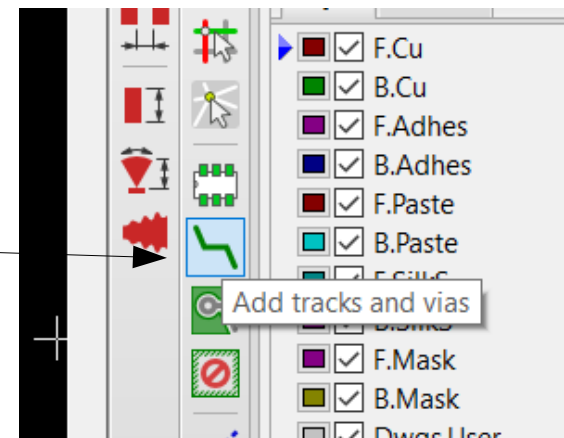 F.Cu
B.Cu
F.Adhes
B.Adhes
F.Paste
B.Paste
Add tracks and vias
F.Mask
B.Mask